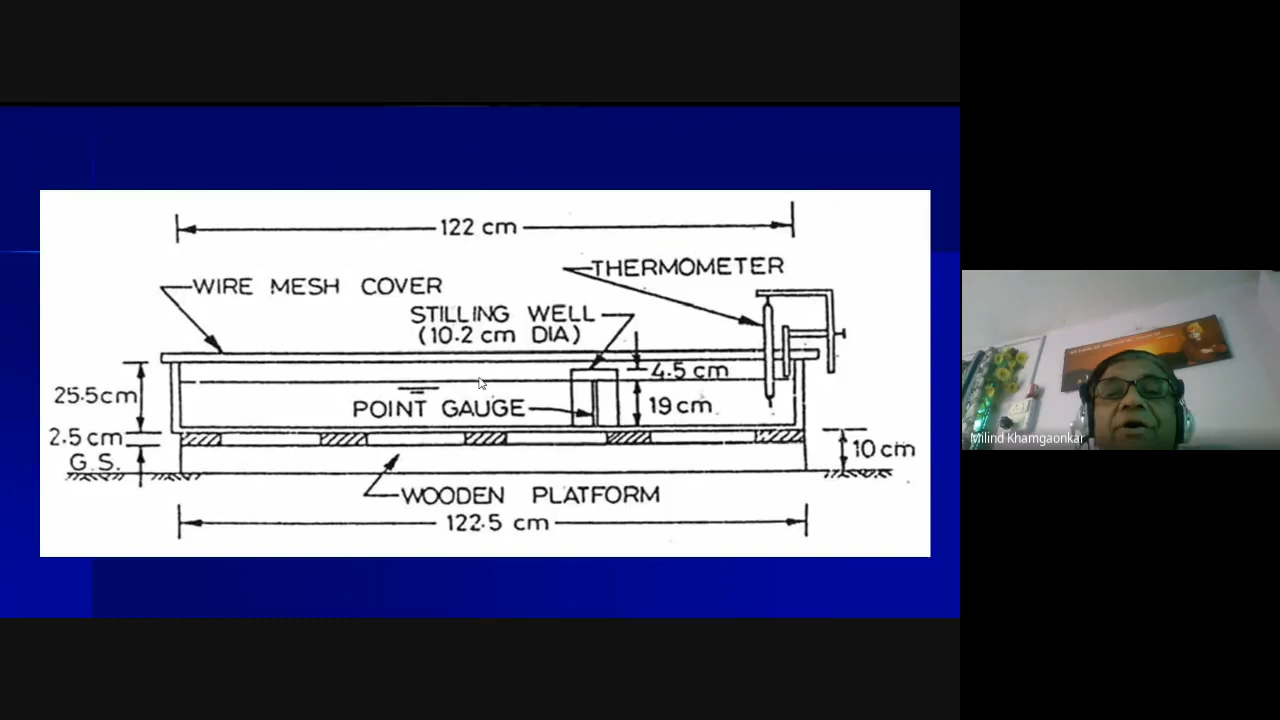 122 cm
WIRE MESH COVER
THERMOMETER
STILLING WELL
(10.2 cm DIA)
4.5 cm
25.5cm
POINT GAUGE
19 cm
2.5 cm
G.S.
10 cm
WOODEN PLATFORM
122.5 cm
Milind Khamgaonkar